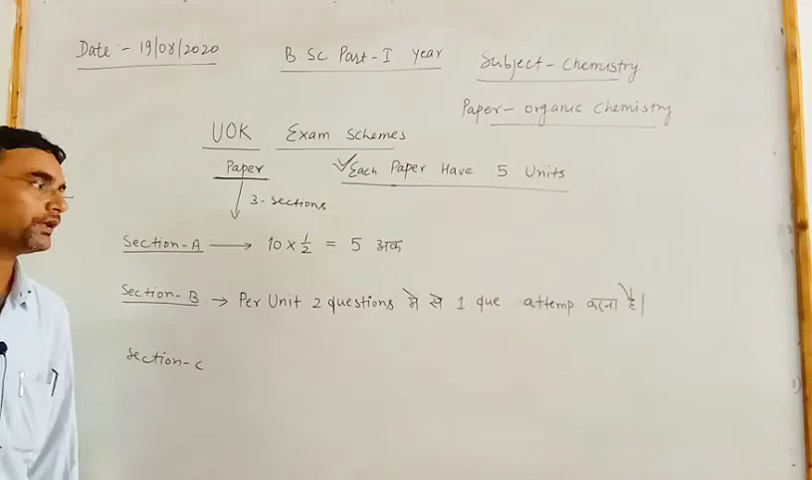 Date :- 19/08/2020 B Sc Part-I year Subject - Chemistry
Paper - organic Chemistry
UOK Exam Schemes
Paper Each Paper Have 5 Units
3 - sections
Section-A → 10 x 1/2 = 5 अंक
Section-B → Per Unit 2 questions में से 1 que attemp करना है।
Section-C